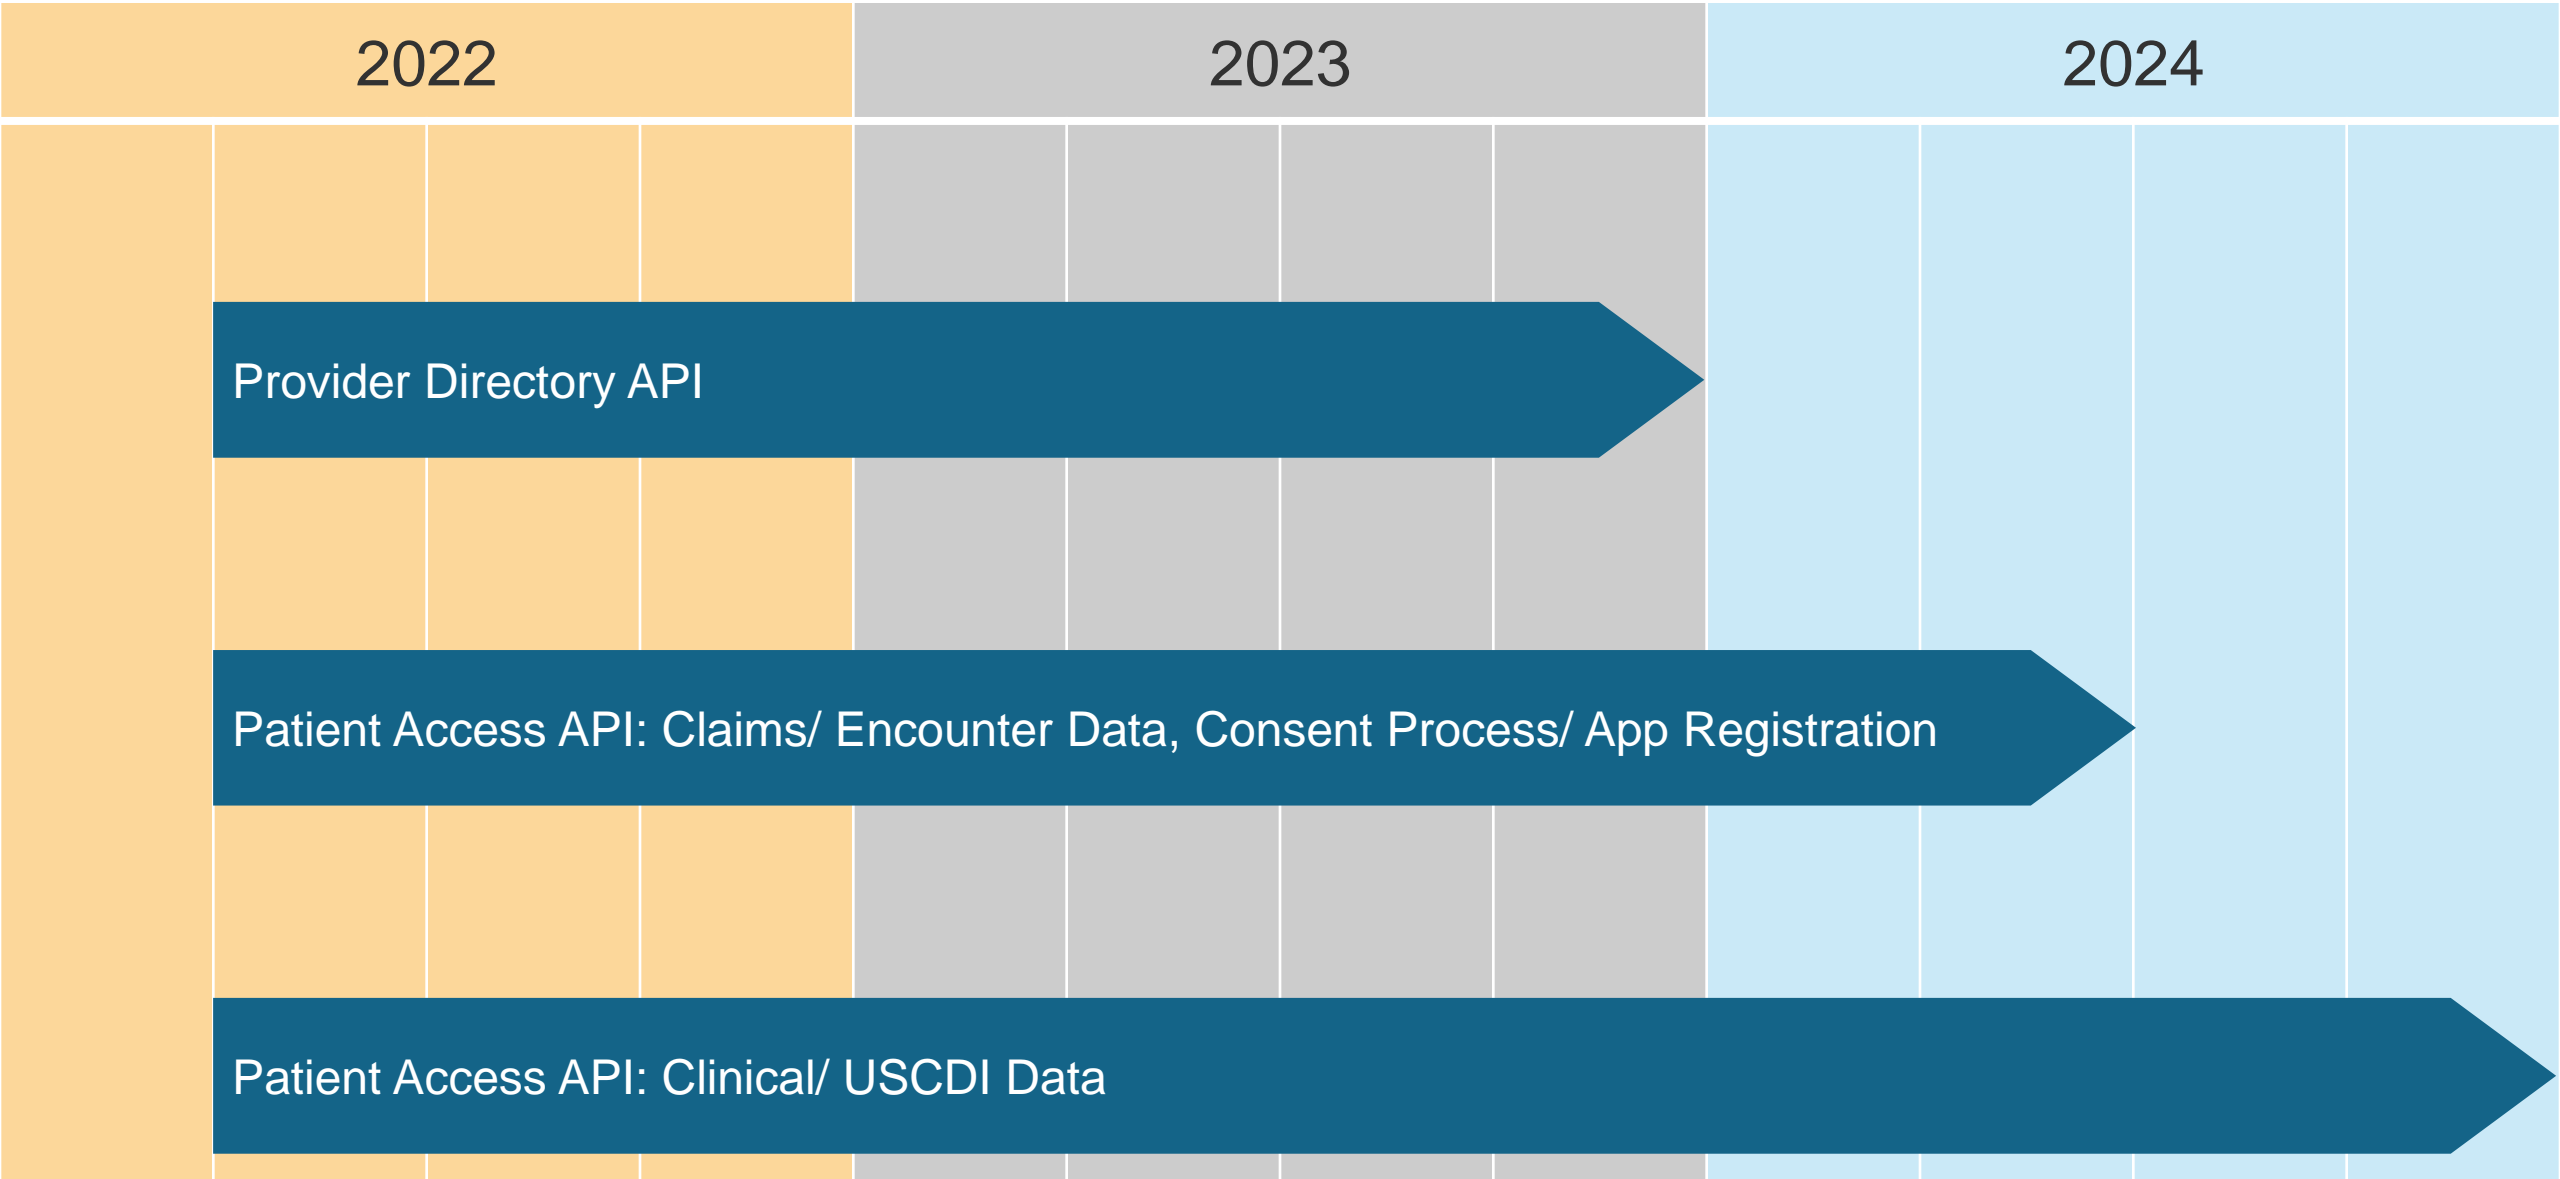 2022
2023
2024
Provider Directory API
Patient Access API: Claims/ Encounter Data, Consent Process/ App Registration
Patient Access API: Clinical/ USCDI Data